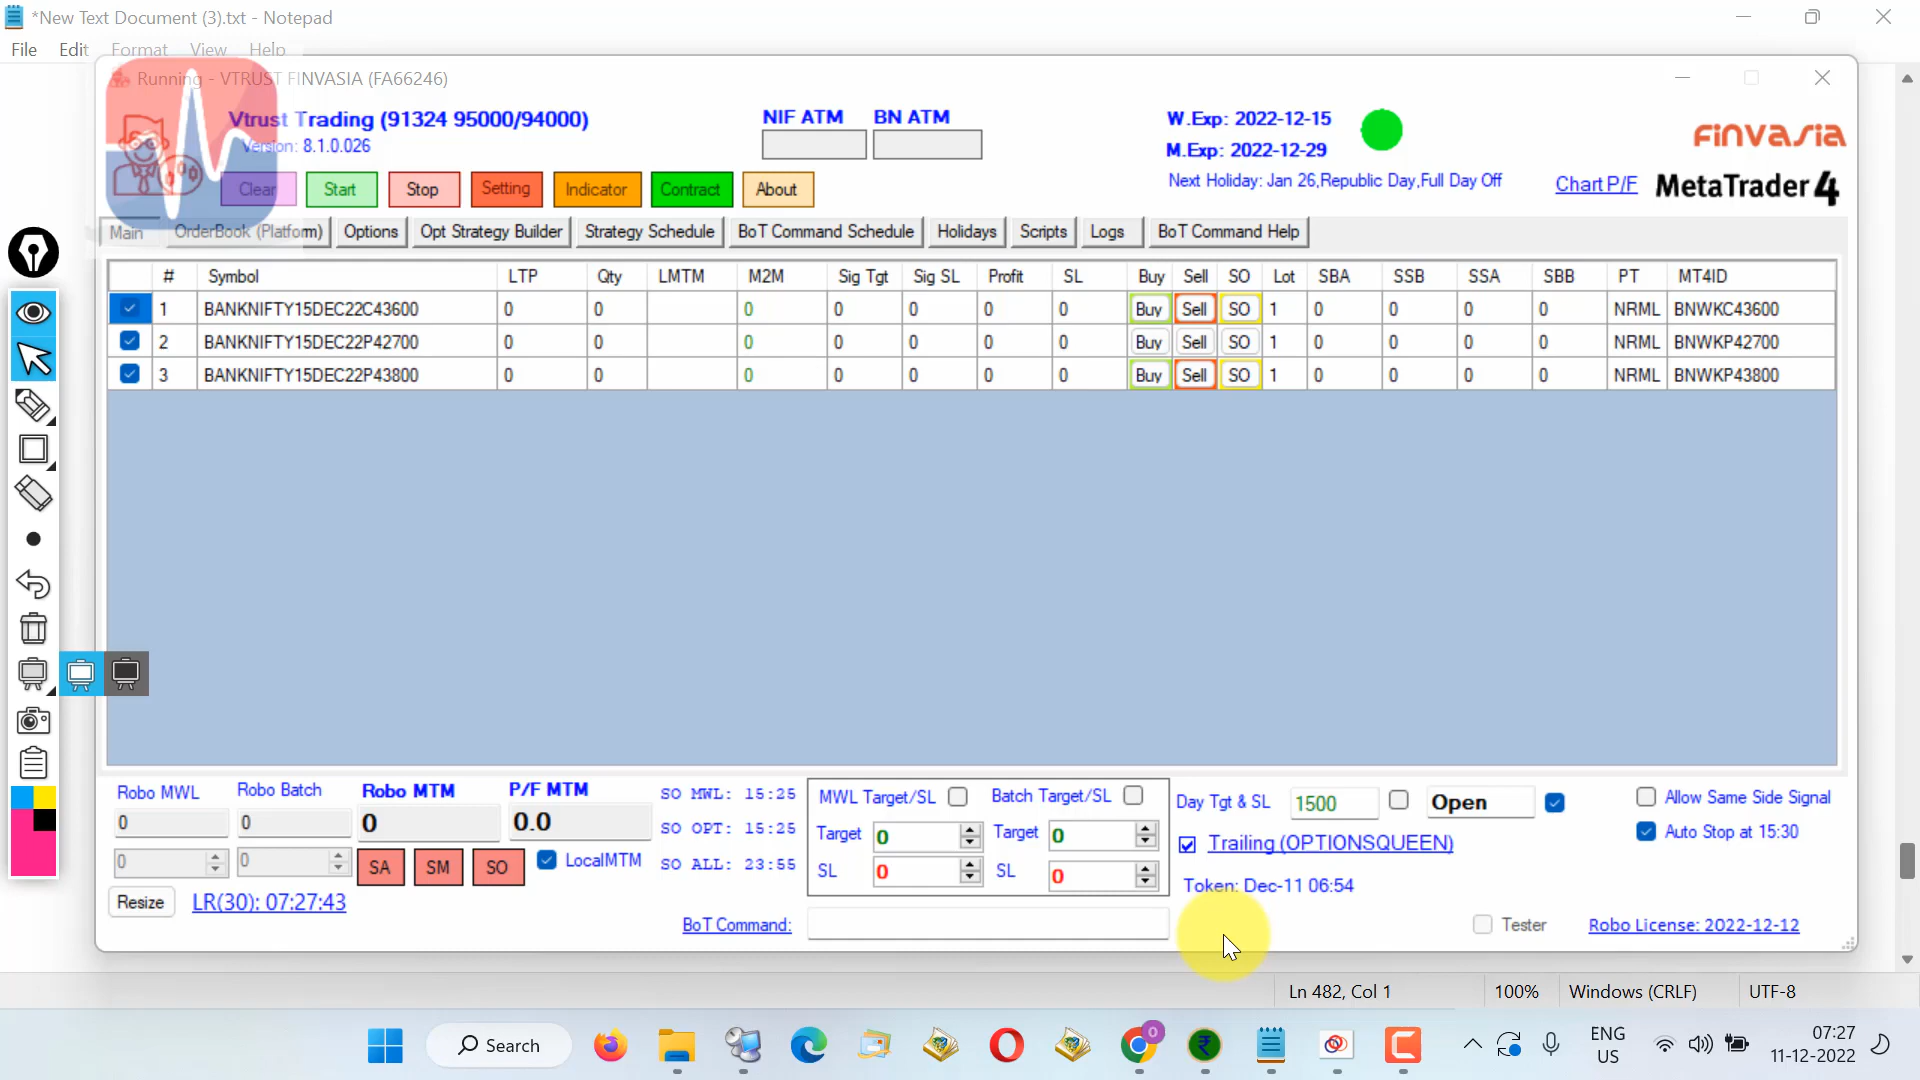 *New Text Document (3).txt - Notepad
File Edit Format View Help
Running - VTRUST FINVASIA (FA66246)
Vtrust Trading (91324 95000/94000)
Version: 8.1.0.026
NIF ATM BN ATM
W.Exp: 2022-12-15
M.Exp: 2022-12-29
Next Holiday: Jan 26,Republic Day,Full Day Off
FINVASIA
Chart P/F MetaTrader 4
Clear Start Stop Setting Indicator Contract About
Main OrderBook (Platform) Options Opt Strategy Builder Strategy Schedule BoT Command Schedule Holidays Scripts Logs BoT Command Help
# Symbol LTP Qty LMTM M2M Sig Tgt Sig SL Profit SL Buy Sell SO Lot SBA SSB SSA SBB PT MT4ID
1 BANKNIFTY15DEC22C43600 0 0 0 0 0 0 0 Buy Sell SO 1 0 0 0 0 NRML BNWKC43600
2 BANKNIFTY15DEC22P42700 0 0 0 0 0 0 0 Buy Sell SO 1 0 0 0 0 NRML BNWKP42700
3 BANKNIFTY15DEC22P43800 0 0 0 0 0 0 0 Buy Sell SO 1 0 0 0 0 NRML BNWKP43800
Robo MWL Robo Batch Robo MTM P/F MTM
0 0 0 0.0
0 0 SA SM SO LocalMTM
Resize LR(30): 07:27:43
SO MWL: 15:25
SO OPT: 15:25
SO ALL: 23:55
MWL Target/SL Batch Target/SL
Target 0 Target 0
SL 0 SL 0
BoT Command:
Day Tgt & SL 1500 Open
Trailing (OPTIONSQUEEN)
Token: Dec-11 06:54
Allow Same Side Signal
Auto Stop at 15:30
Tester Robo License: 2022-12-12
Ln 482, Col 1 100% Windows (CRLF) UTF-8
Search
0
ENG
US
07:27
11-12-2022